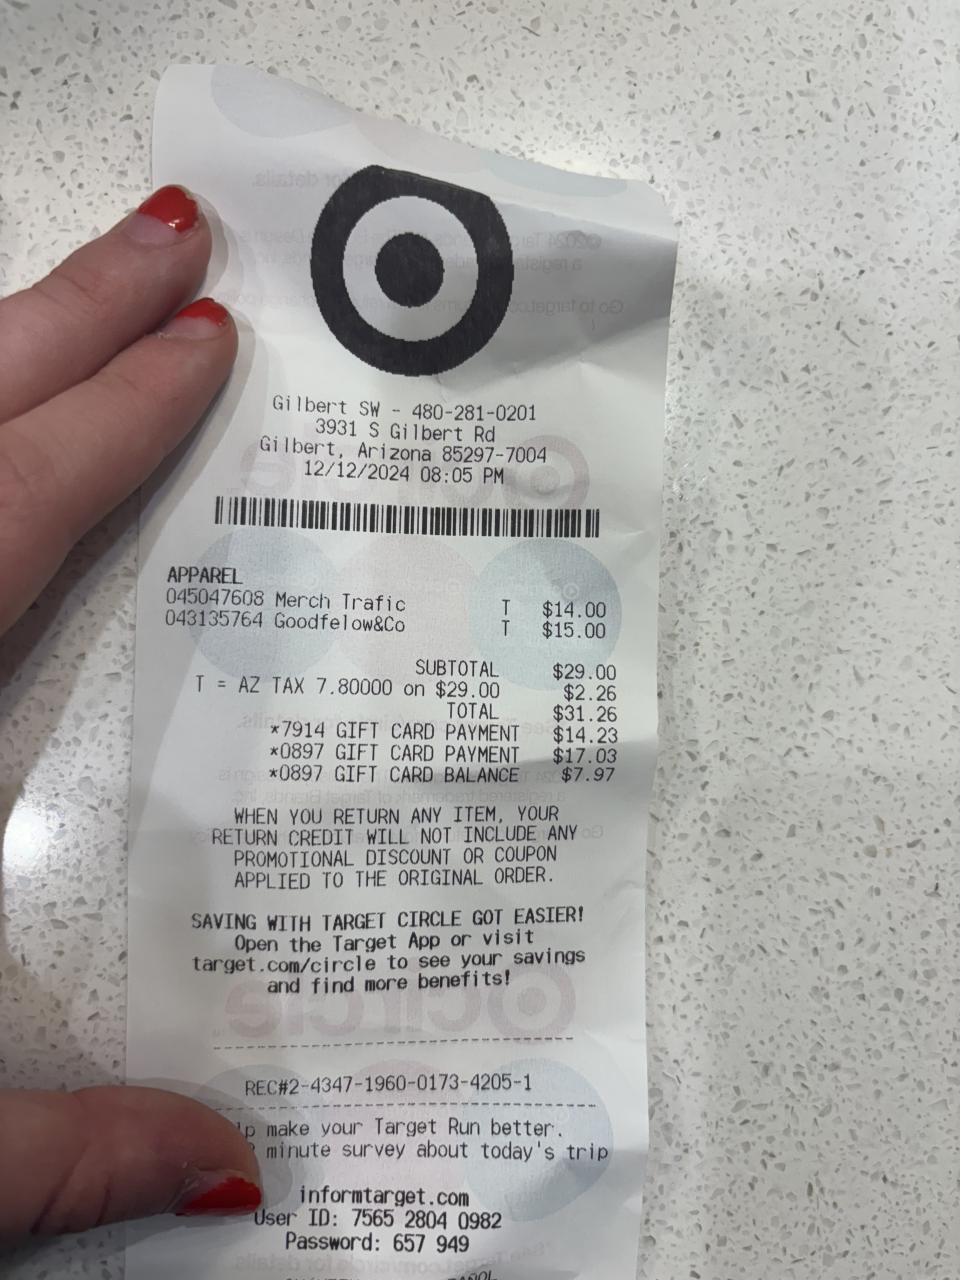 Gilbert SW - 480-281-0201
3931 S Gilbert Rd
Gilbert, Arizona 85297-7004
12/12/2024 08:05 PM
APPAREL
045047608 Merch Trafic T $14.00
043135764 Goodfelow&Co T $15.00
SUBTOTAL $29.00
T = AZ TAX 7.80000 on $29.00 $2.26
TOTAL $31.26
*7914 GIFT CARD PAYMENT $14.23
*0897 GIFT CARD PAYMENT $17.03
*0897 GIFT CARD BALANCE $7.97
WHEN YOU RETURN ANY ITEM, YOUR
RETURN CREDIT WILL NOT INCLUDE ANY
PROMOTIONAL DISCOUNT OR COUPON
APPLIED TO THE ORIGINAL ORDER.
SAVING WITH TARGET CIRCLE GOT EASIER!
Open the Target App or visit
target.com/circle to see your savings
and find more benefits!
REC#2-4347-1960-0173-4205-1
make your Target Run better.
minute survey about today's trip
informtarget.com
User ID: 7565 2804 0982
Password: 657 949